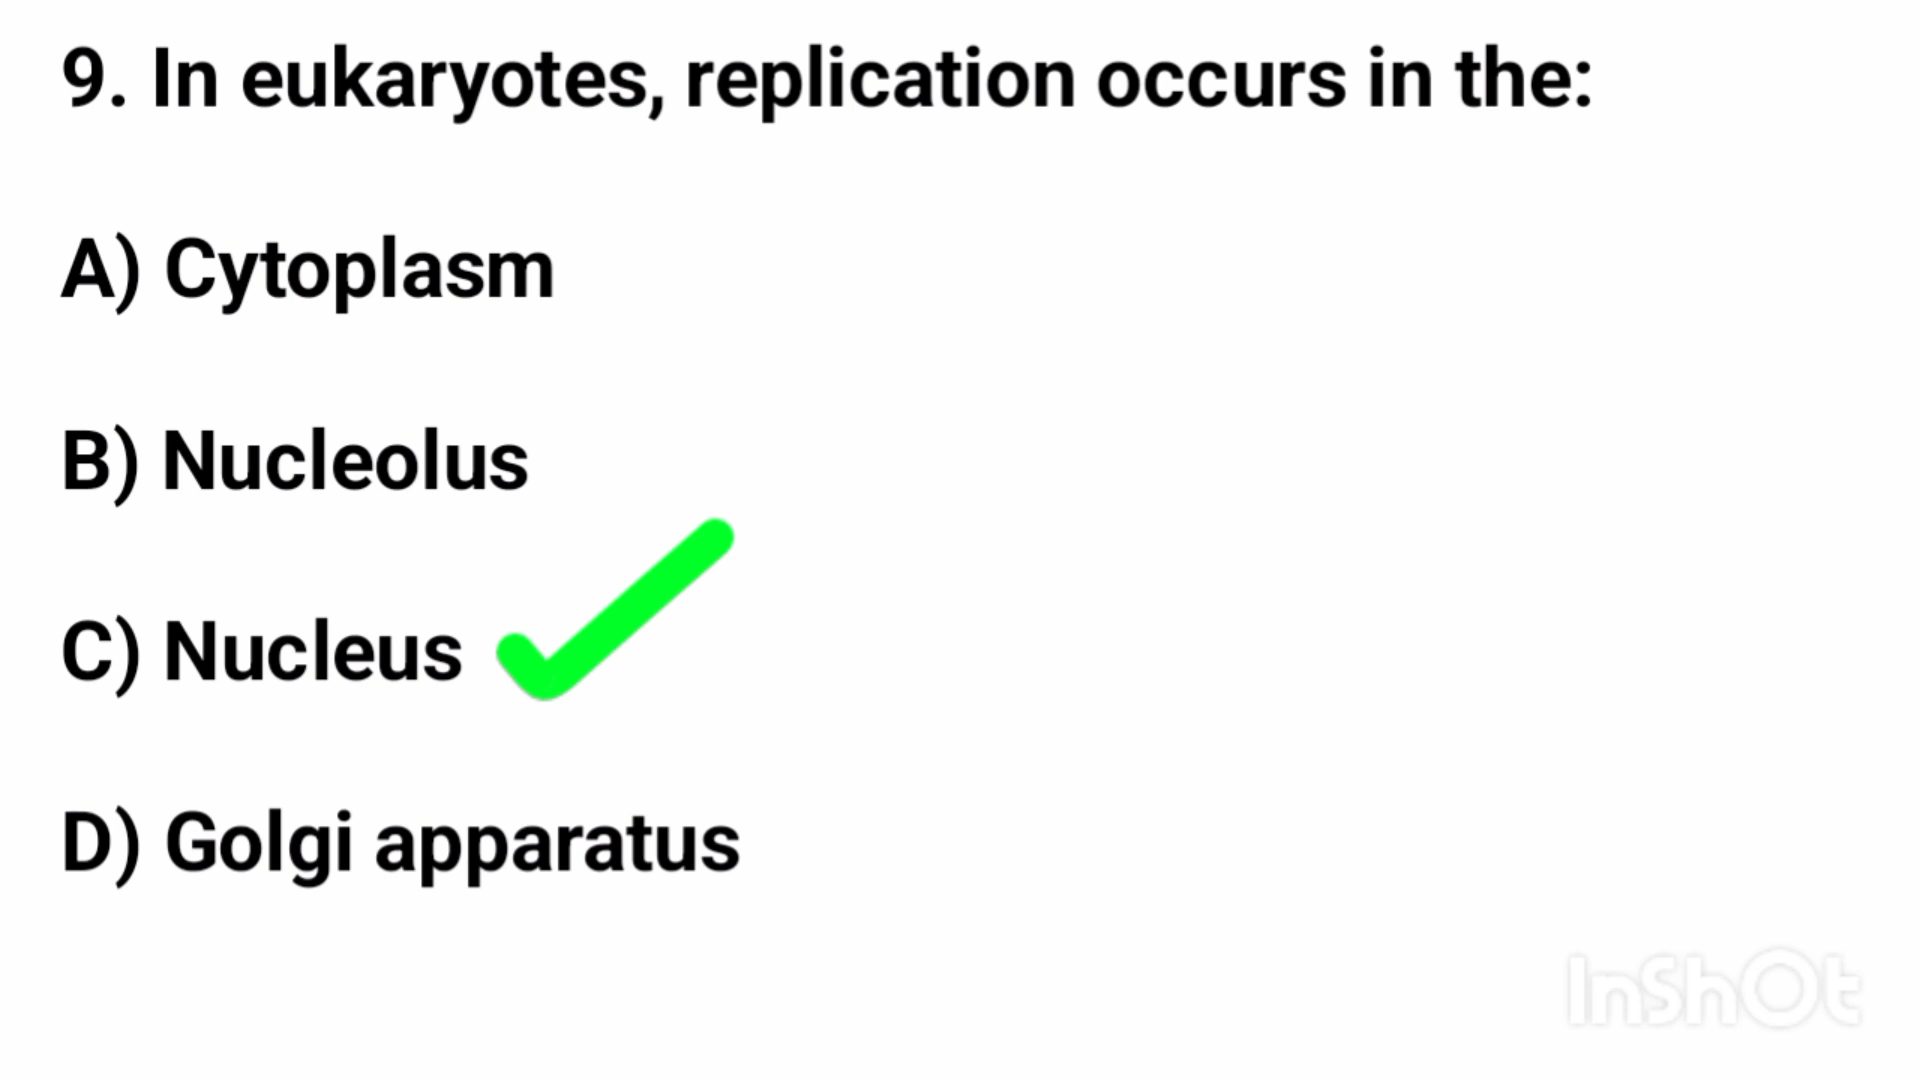 9. In eukaryotes, replication occurs in the:
A) Cytoplasm
B) Nucleolus
C) Nucleus
D) Golgi apparatus
InShOt